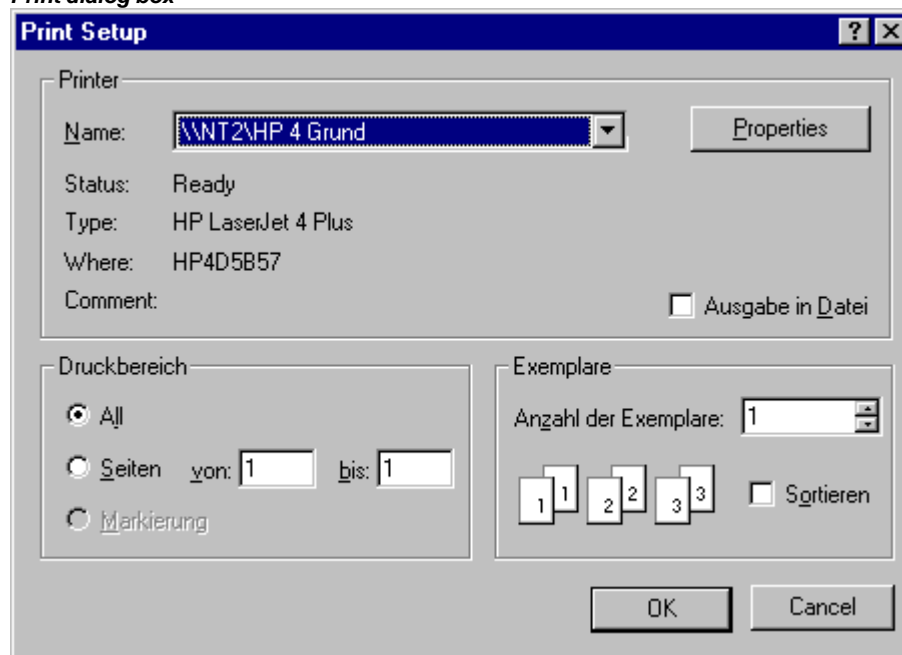 Print dialog box
Print Setup
Printer
Name: \\NT2\HP 4 Grund
Properties
Status: Ready
Type: HP LaserJet 4 Plus
Where: HP4D5B57
Comment:
Ausgabe in Datei
Druckbereich
All
Seiten von: 1 bis: 1
Markierung
Exemplare
Anzahl der Exemplare: 1
1 1 2 2 3 3
Sortieren
OK Cancel